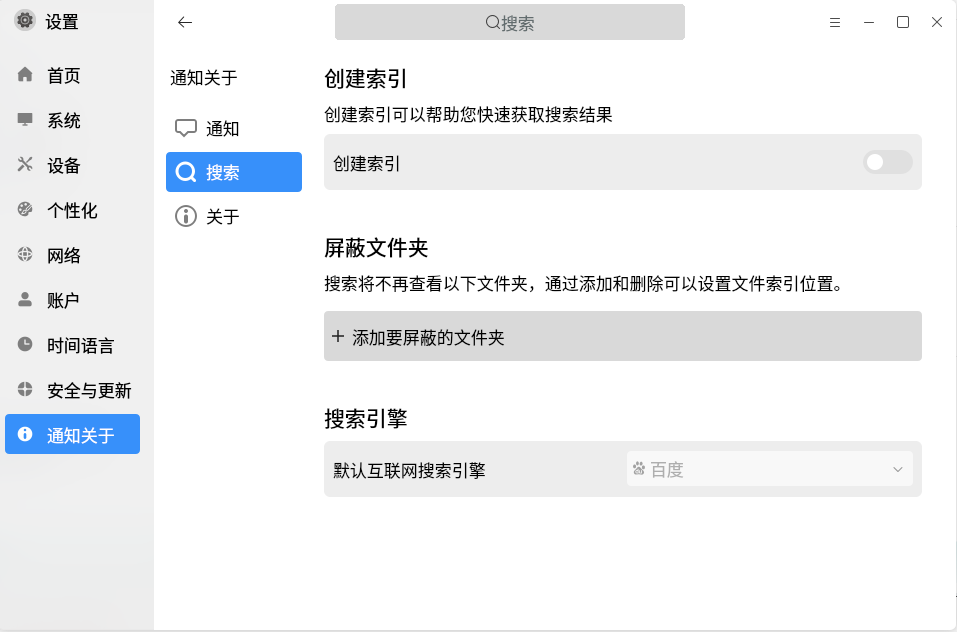 设置
搜索
首页
系统
设备
个性化
网络
账户
时间语言
安全与更新
通知关于
通知关于
通知
搜索
关于
创建索引
创建索引可以帮助您快速获取搜索结果
创建索引
屏蔽文件夹
搜索将不再查看以下文件夹，通过添加和删除可以设置文件索引位置。
+ 添加要屏蔽的文件夹
搜索引擎
默认互联网搜索引擎 百度